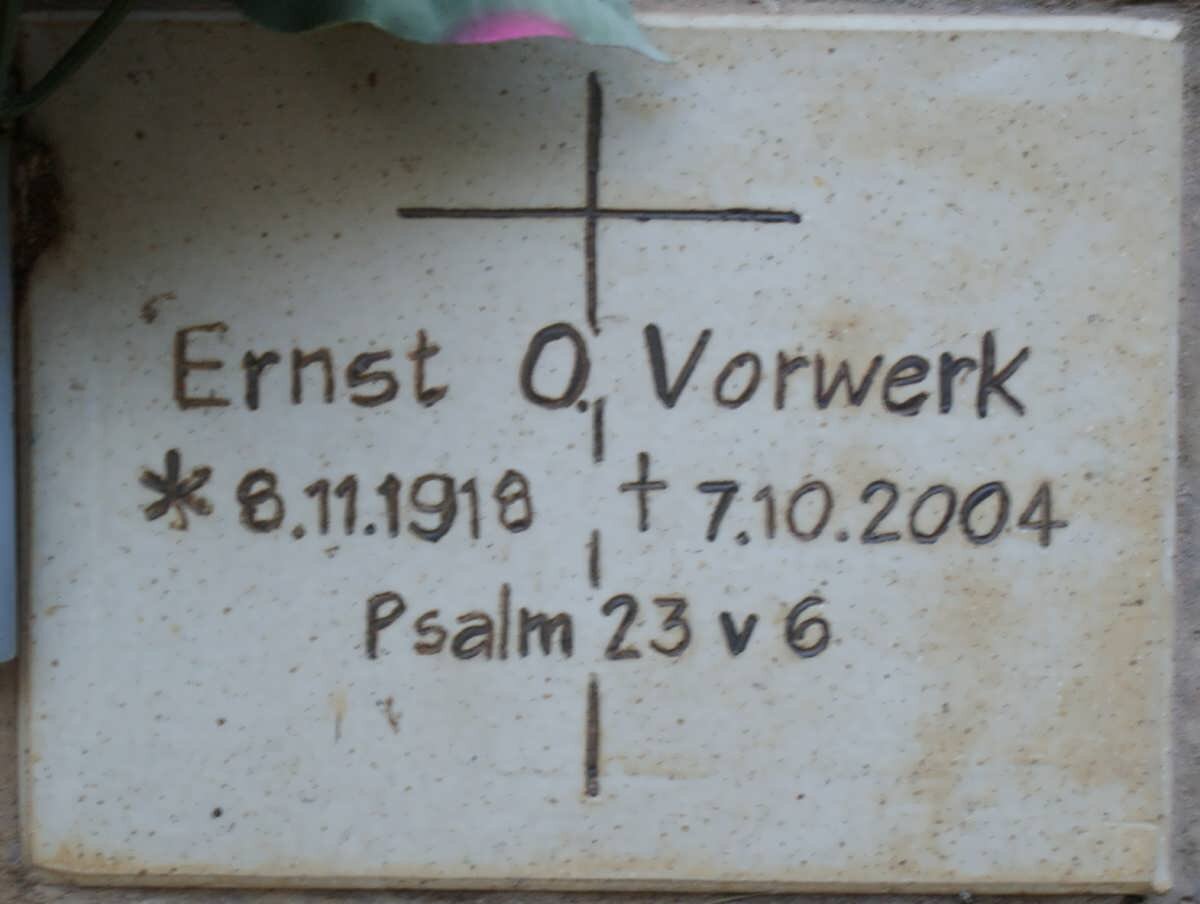 Ernst O. Vorwerk
* 8.11.1918 † 7.10.2004
Psalm 23 v 6